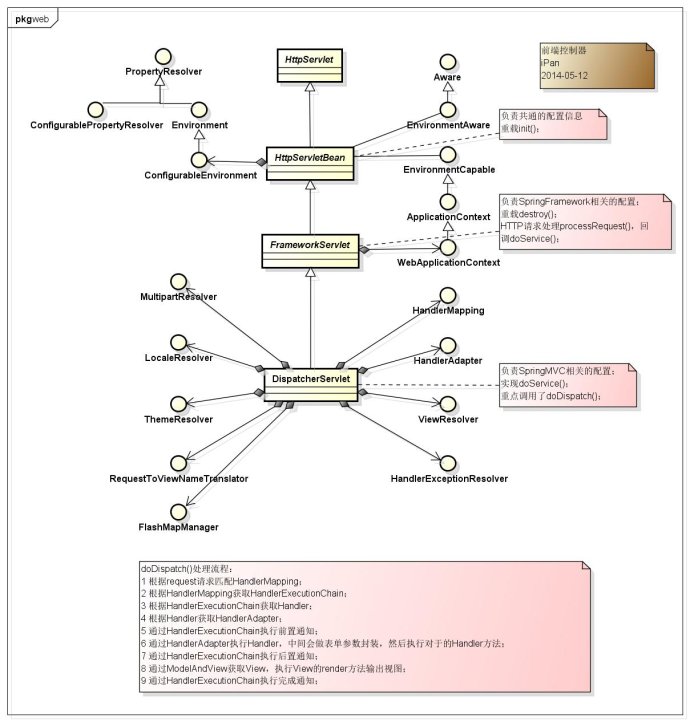 pkg web
HttpServlet
前端控制器
iPan
2014-05-12
PropertyResolver
Aware
ConfigurablePropertyResolver
Environment
EnvironmentAware
负责共通的配置信息
重载init();
HttpServletBean
ConfigurableEnvironment
EnvironmentCapable
负责SpringFramework相关的配置;
重载destroy();
HTTP请求处理processRequest(), 回
调doService();
ApplicationContext
FrameworkServlet
WebApplicationContext
MultipartResolver
HandlerMapping
LocaleResolver
HandlerAdapter
DispatcherServlet
负责SpringMVC相关的配置;
实现doService();
重点调用了doDispatch();
ThemeResolver
ViewResolver
RequestToViewNameTranslator
HandlerExceptionResolver
FlashMapManager
doDispatch()处理流程:
1 根据request请求匹配HandlerMapping;
2 根据HandlerMapping获取HandlerExecutionChain;
3 根据HandlerExecutionChain获取Handler;
4 根据Handler获取HandlerAdapter;
5 通过HandlerExecutionChain执行前置通知;
6 通过HandlerAdapter执行Handler, 中间会做表单参数封装, 然后执行对于的Handler方法;
7 通过HandlerExecutionChain执行后置通知;
8 通过ModelAndView获取View, 执行View的render方法输出视图;
9 通过HandlerExecutionChain执行完成通知;